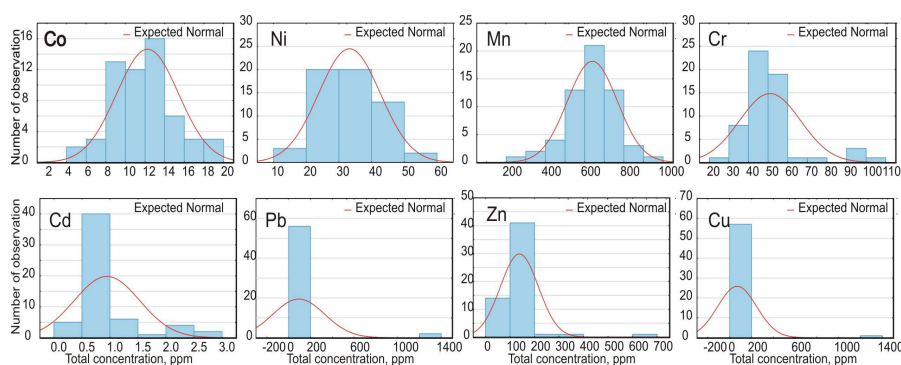 Co
Expected Normal
Number of observation
16
12
8
4
0
2 4 6 8 10 12 14 16 18 20
Ni
Expected Normal
30
25
20
15
10
5
0
10 20 30 40 50 60
Mn
Expected Normal
25
20
15
10
5
0
200 400 600 800 1000
Cr
Expected Normal
30
25
20
15
10
5
0
20 30 40 50 60 70 80 90 100 110
Cd
Expected Normal
Number of observation
40
30
20
10
0
0.0 0.5 1.0 1.5 2.0 2.5 3.0
Total concentration, ppm
Pb
Expected Normal
60
40
20
0
-200 200 600 1000 1400
Total concentration, ppm
Zn
Expected Normal
50
40
30
20
10
0
0 100 200 300 400 500 600 700
Total concentration, ppm
Cu
Expected Normal
70
60
50
40
30
20
10
0
-200 200 600 1000 1400
Total concentration, ppm